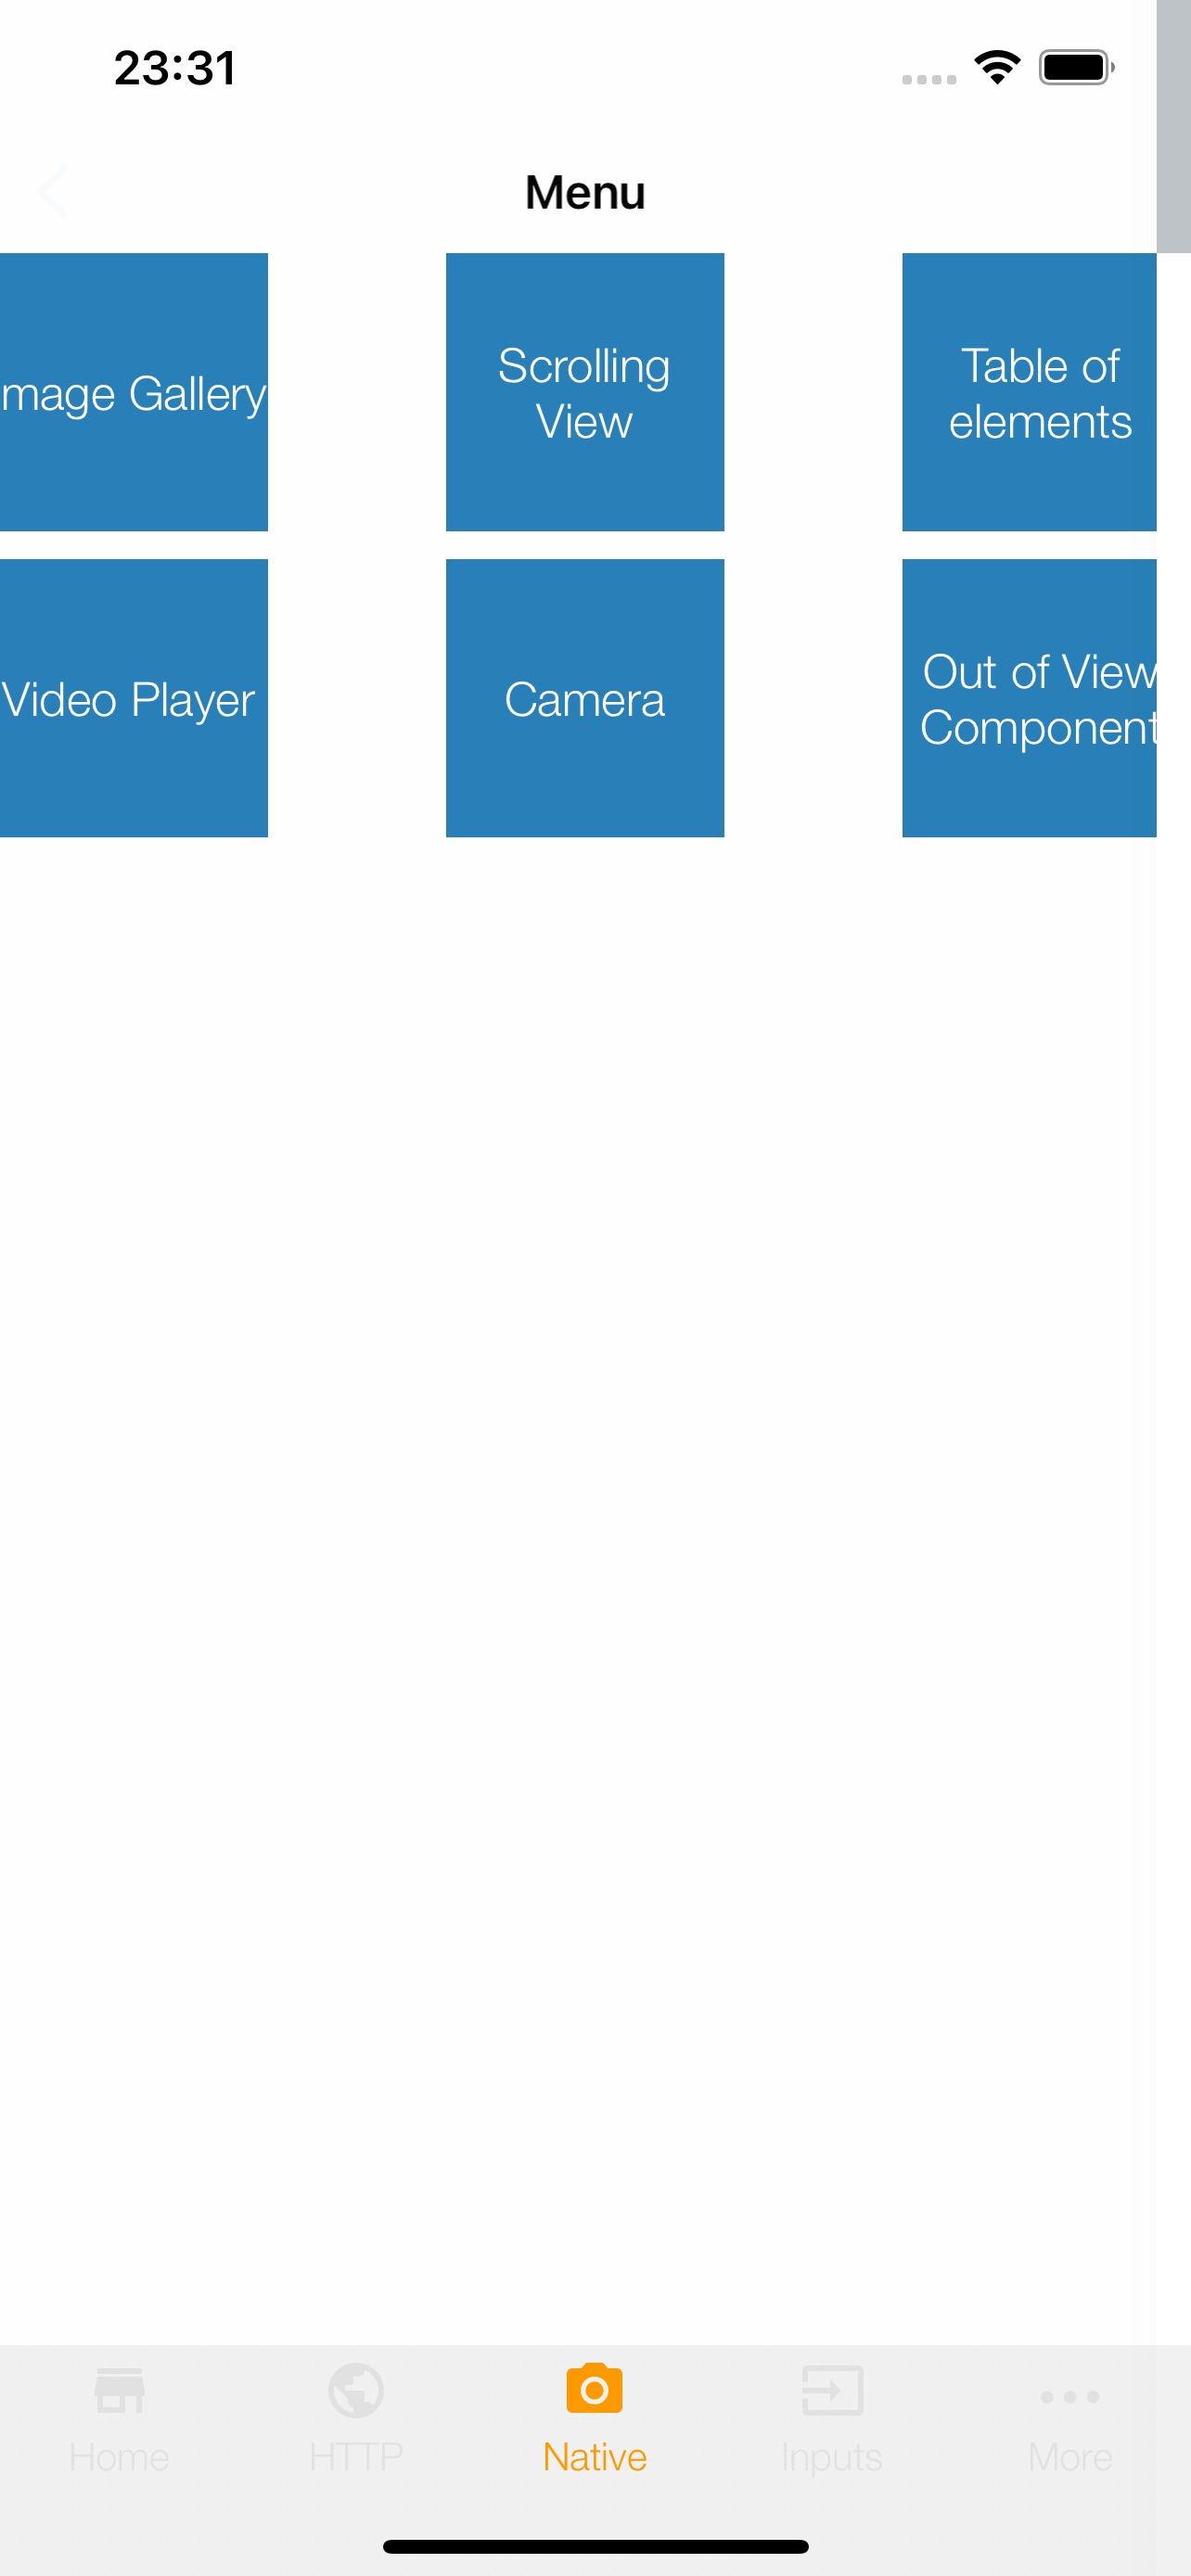 23:31
Menu
mage Gallery
Scrolling
View
Table of
elements
Video Player
Camera
Out of View
Component
Home
HTTP
Native
Inputs
More